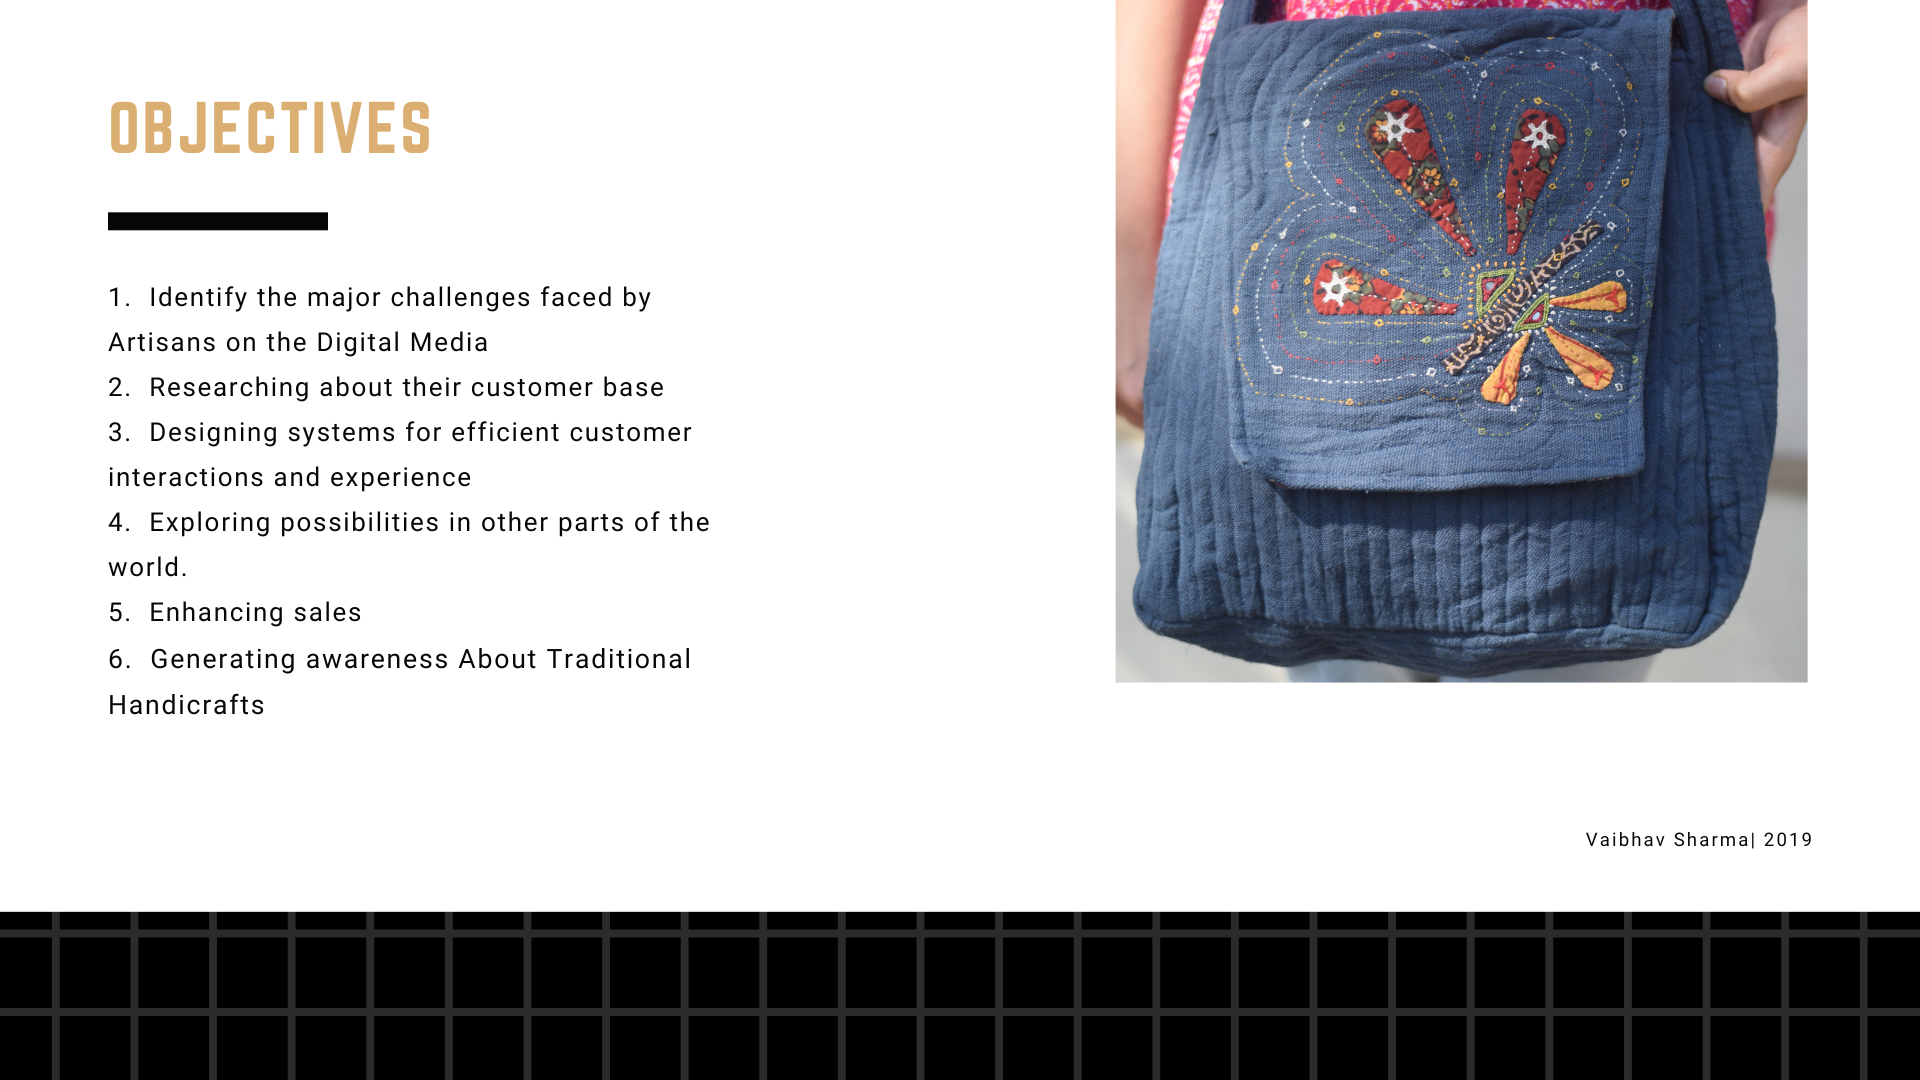 OBJECTIVES
1. Identify the major challenges faced by
Artisans on the Digital Media
2. Researching about their customer base
3. Designing systems for efficient customer
interactions and experience
4. Exploring possibilities in other parts of the
world.
5. Enhancing sales
6. Generating awareness About Traditional
Handicrafts
Vaibhav Sharma| 2019